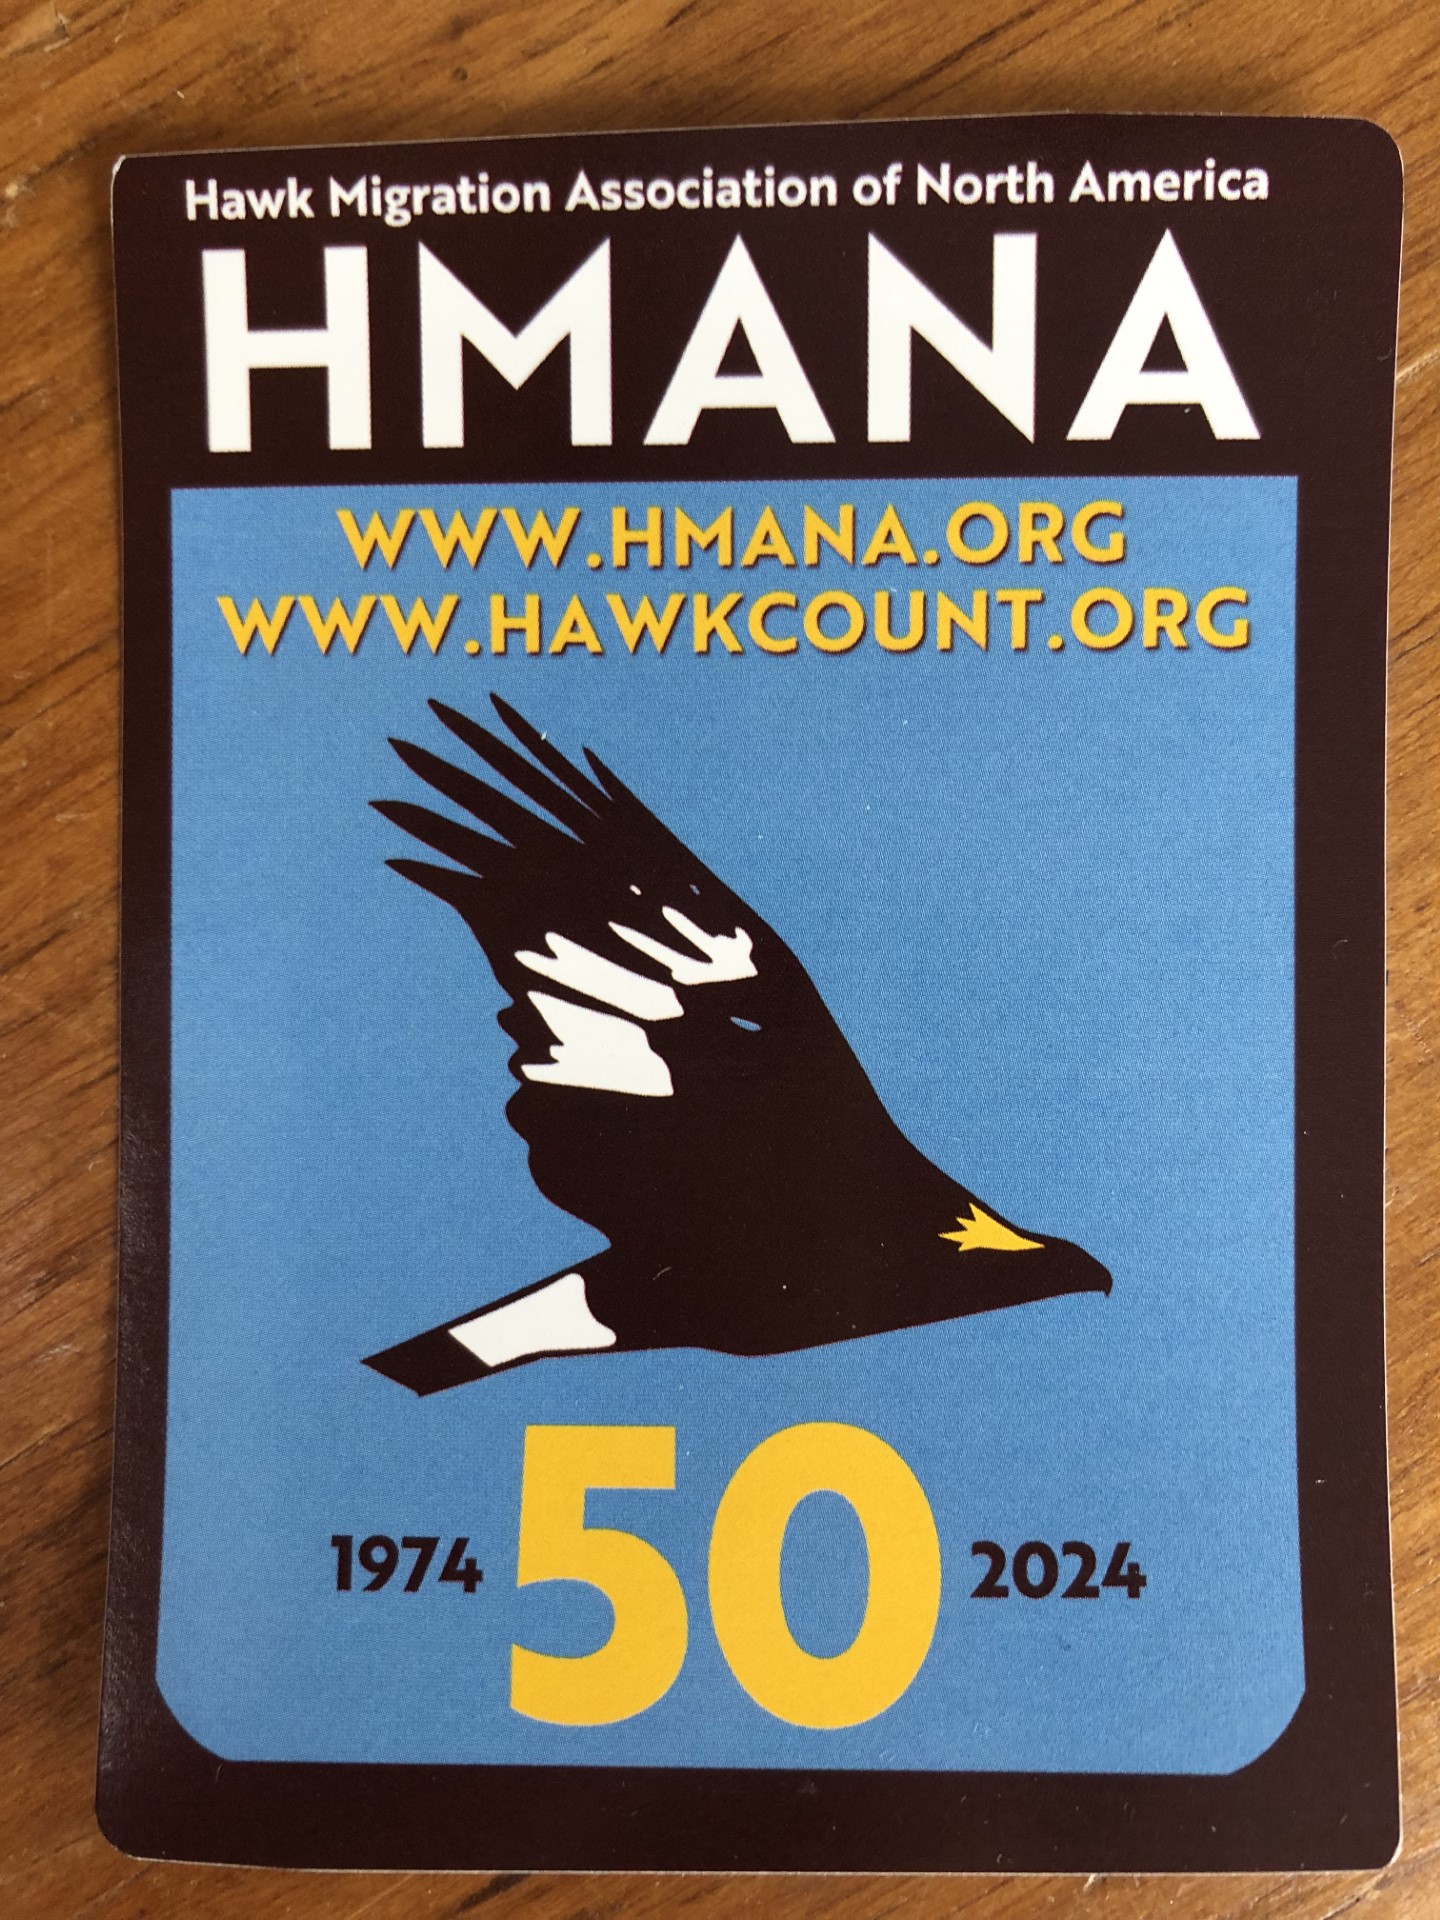 Hawk Migration Association of North America
HMANA
WWW.HMANA.ORG
WWW.HAWKCOUNT.ORG
1974 50 2024